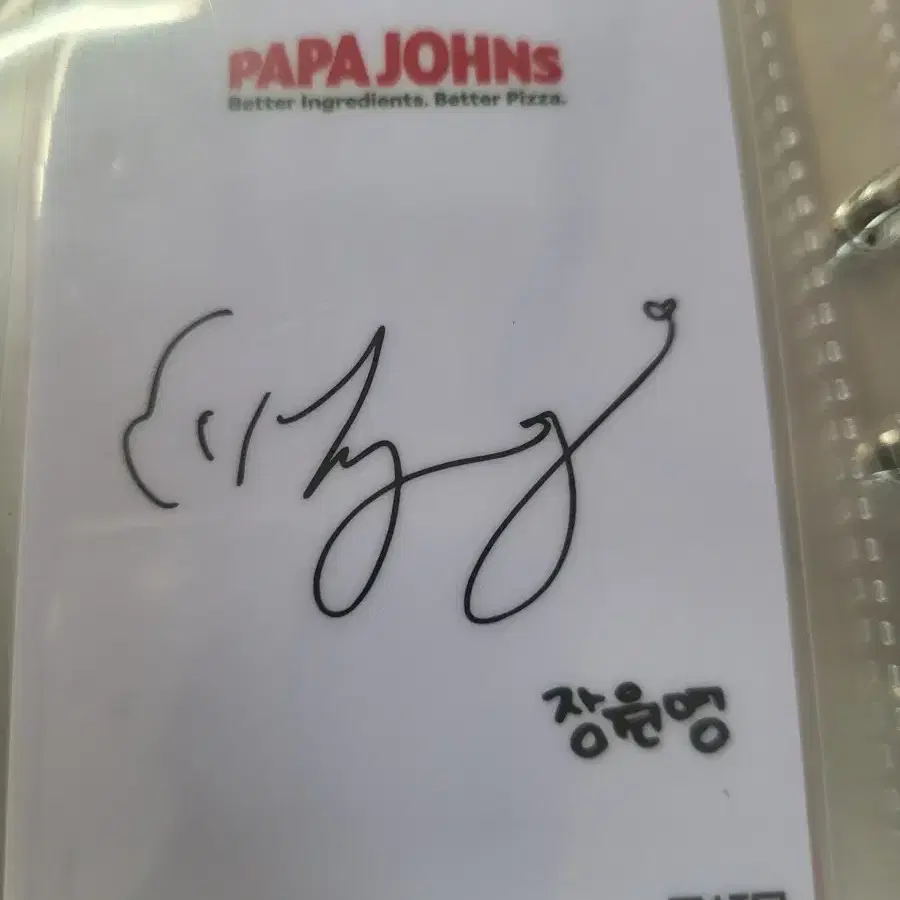 PAPA JOHNS
Better Ingredients. Better Pizza.
장원영